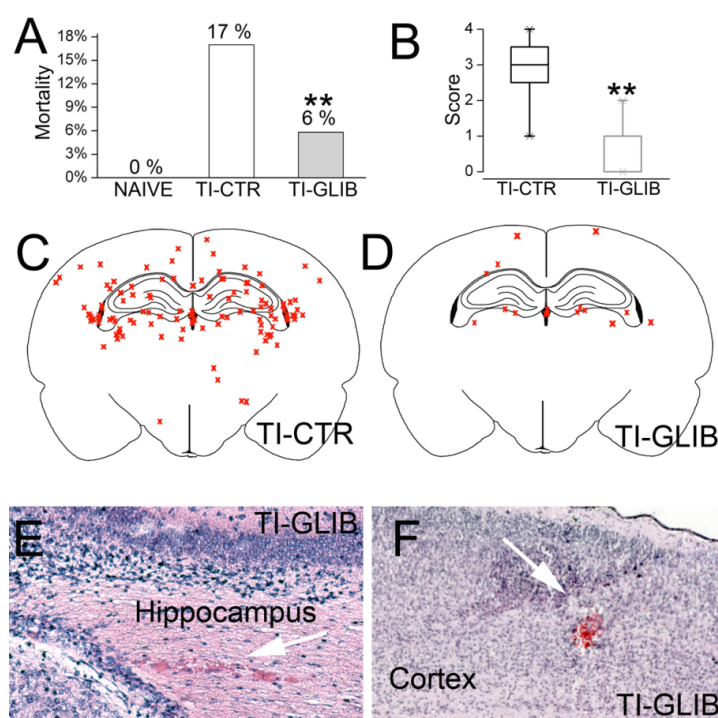 A
Mortality
18%
15%
12%
9%
6%
3%
0%
0 %
17 %
**
6 %
NAIVE
TI-CTR
TI-GLIB
B
Score
4
3
2
1
0
**
TI-CTR
TI-GLIB
C
TI-CTR
D
TI-GLIB
E
TI-GLIB
Hippocampus
F
Cortex
TI-GLIB